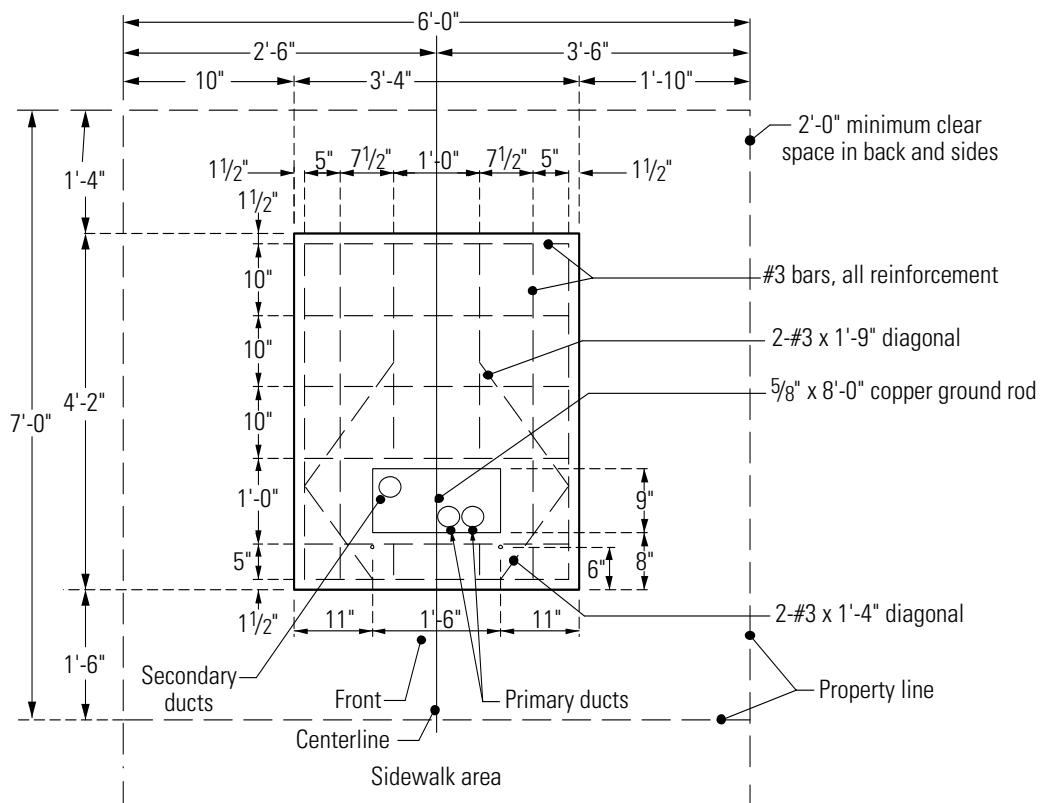 6'-0"
2'-6"
3'-6"
10"
3'-4"
1'-10"
2'-0" minimum clear
space in back and sides
5"
7 1/2"
1'-0"
7 1/2"
5"
1 1/2"
1 1/2"
1 1/2"
1'-4"
10"
#3 bars, all reinforcement
10"
2-#3 x 1'-9" diagonal
10"
5/8" x 8'-0" copper ground rod
4'-2"
7'-0"
1'-0"
9"
5"
6"
8"
1 1/2"
11"
1'-6"
11"
2-#3 x 1'-4" diagonal
1'-6"
Secondary
ducts
Front
Primary ducts
Property line
Centerline
Sidewalk area